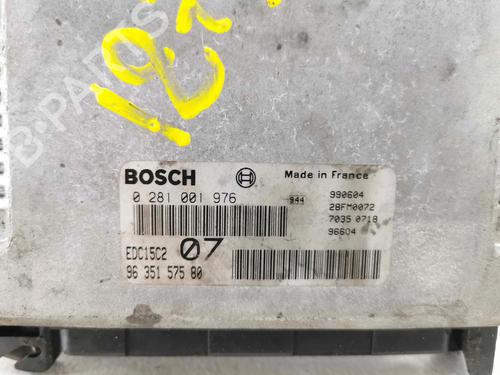 B-PARTS
BOSCH Made in France
0 281 001 976 944 990604
28FM0072
7035 0718
96604
EDC15C2 07
96 351 575 80